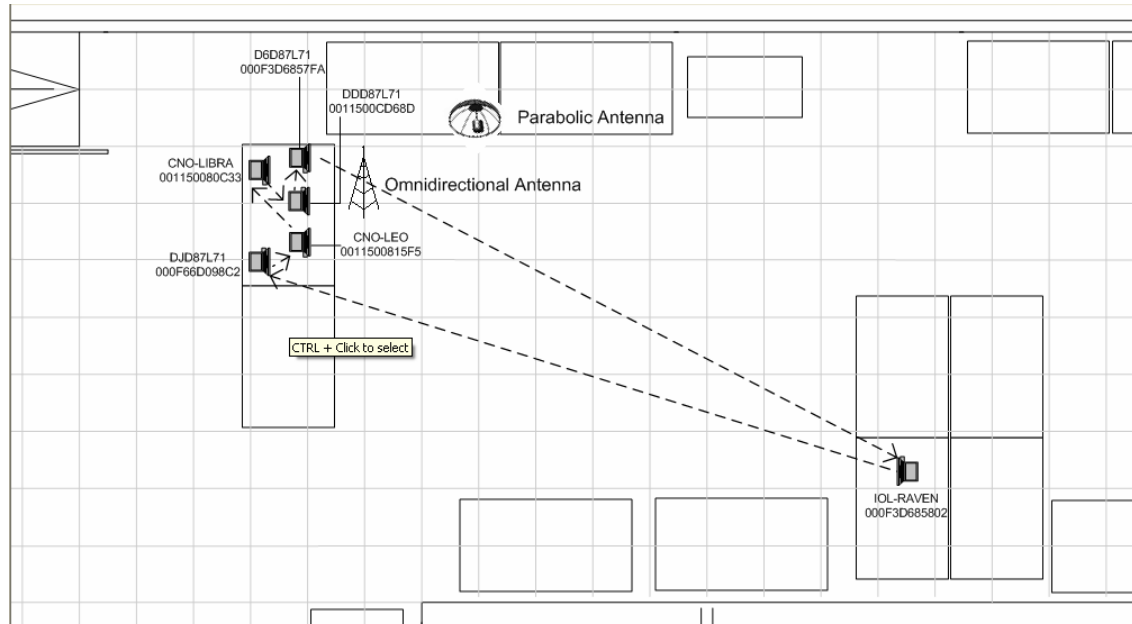 D6D87L71
000F3D6857FA
DDD87L71
0011500CD68D
Parabolic Antenna
CNO-LIBRA
001150080C33
Omnidirectional Antenna
CNO-LEO
0011500815F5
DJD87L71
000F66D098C2
CTRL + Click to select
IOL-RAVEN
000F3D685802